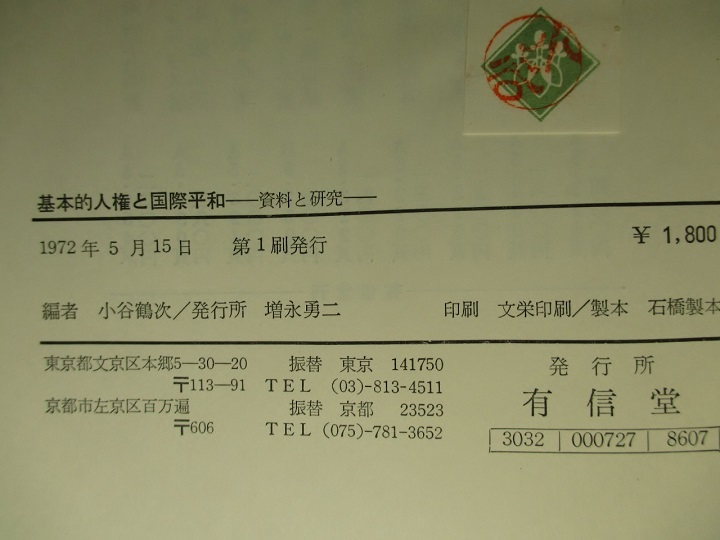 基本的人権と国際平和——資料と研究——
1972年 5月15日 第1刷発行 ¥1,800
編者 小谷鶴次／発行所 増永勇二 印刷 文栄印刷／製本 石橋製本
東京都文京区本郷5—30—20 振替 東京 141750
〒113—91 TEL (03)-813-4511
京都市左京区百万遍 振替 京都 23523
〒606 TEL (075)-781-3652
発行所
有信堂
3032 | 000727 | 8607